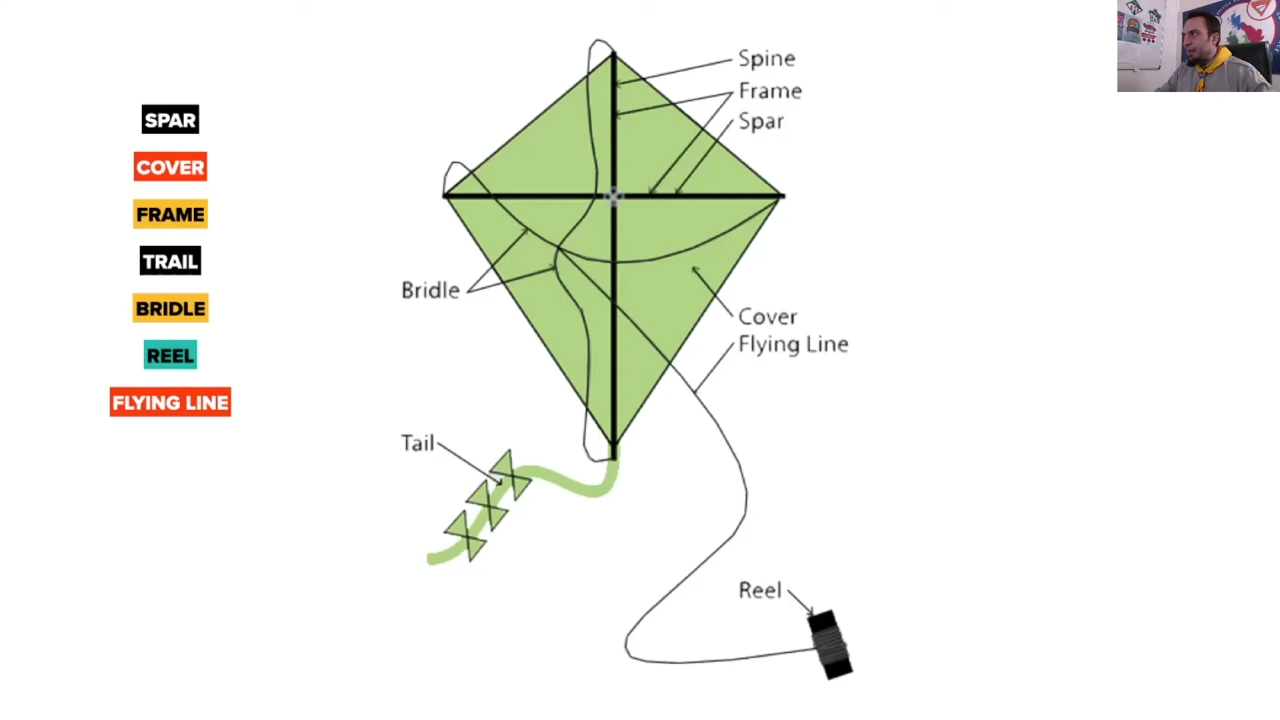 SPAR
COVER
FRAME
TRAIL
BRIDLE
REEL
FLYING LINE
Spine
Frame
Spar
Bridle
Cover
Flying Line
Tail
Reel